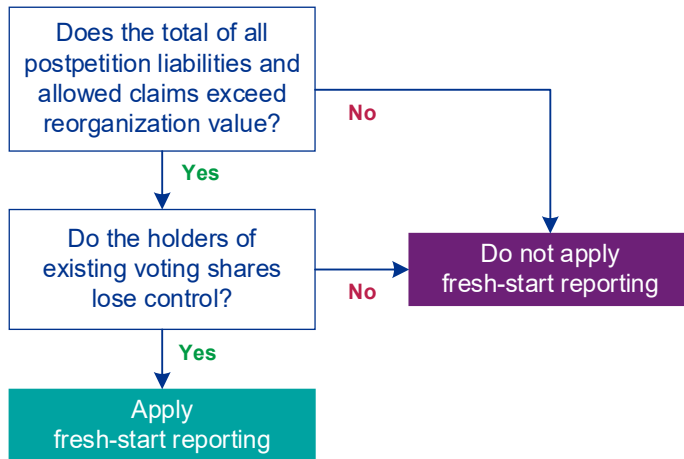 Does the total of all
postpetition liabilities and
allowed claims exceed
reorganization value?
No
Yes
Do the holders of
existing voting shares
lose control?
No
Do not apply
fresh-start reporting
Yes
Apply
fresh-start reporting